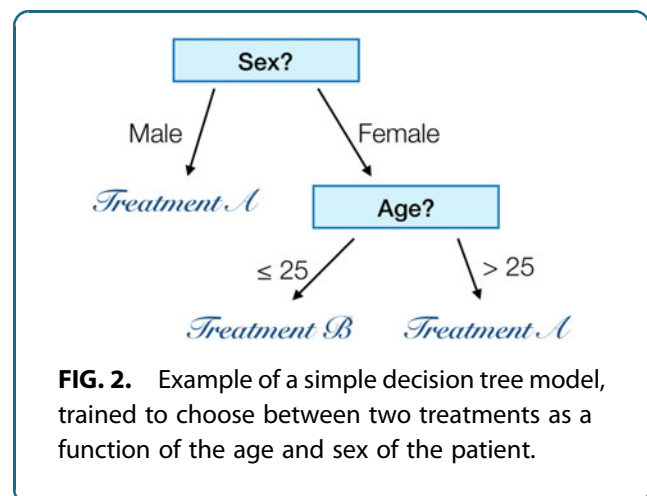 Sex?
Male
Female
Treatment A
Age?
≤ 25
> 25
Treatment B
Treatment A
FIG. 2. Example of a simple decision tree model,
trained to choose between two treatments as a
function of the age and sex of the patient.